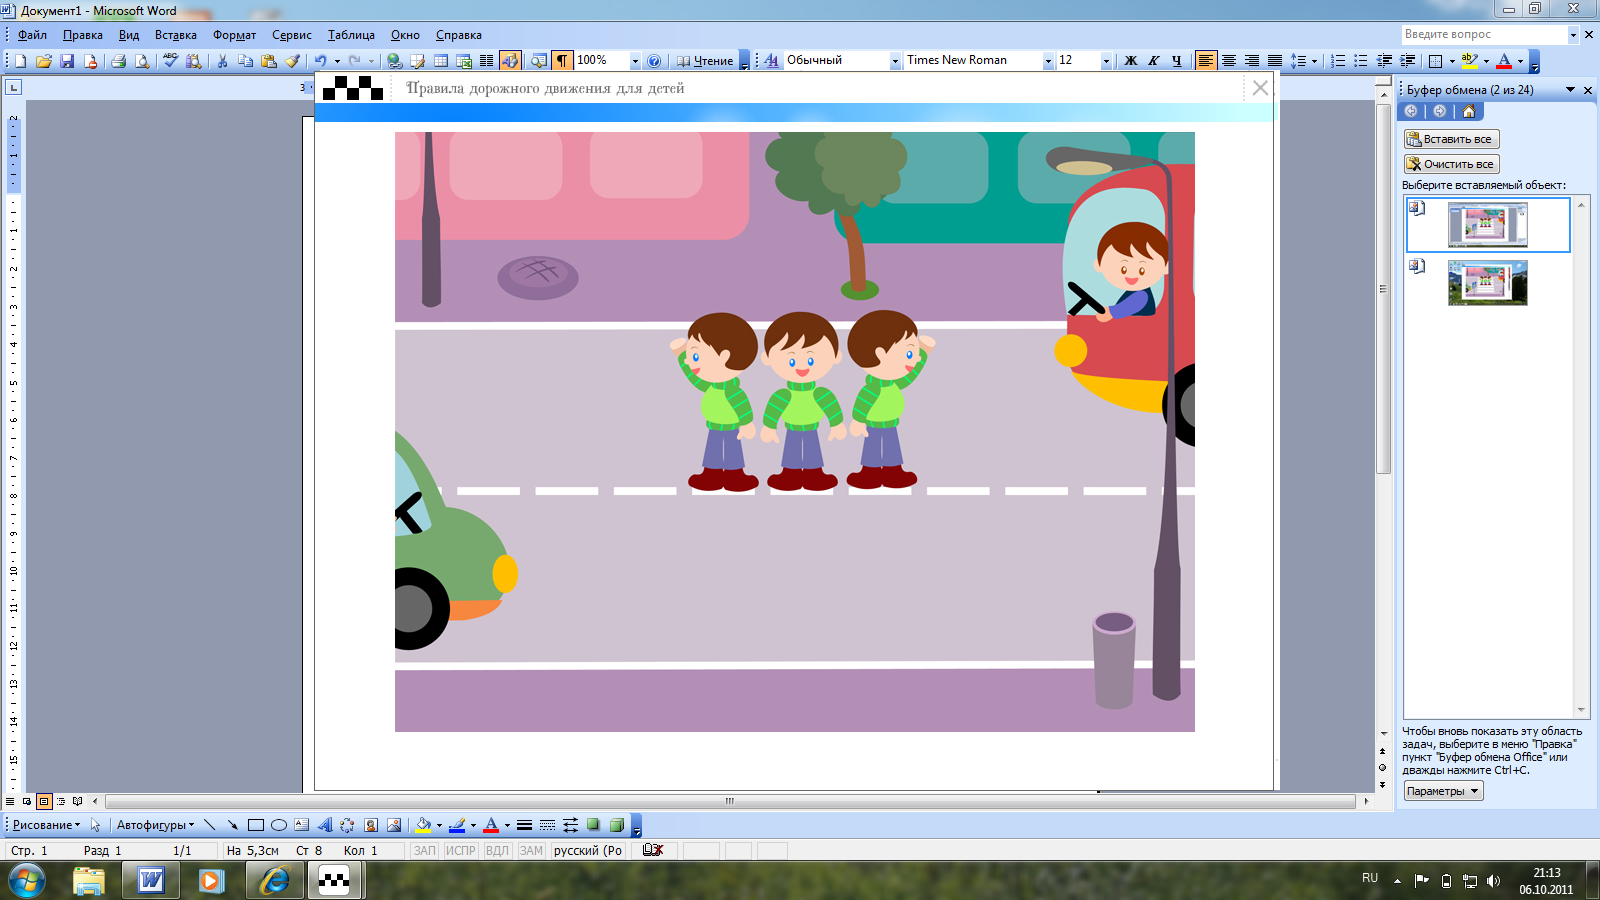 Документ1 - Microsoft Word
Файл Правка Вид Вставка Формат Сервис Таблица Окно Справка
Введите вопрос
100%
Чтение
Обычный
Times New Roman
12
Ж К Ч
Буфер обмена (2 из 24)
Правила дорожного движения для детей
Вставить все
Очистить все
Выберите вставляемый объект:
Чтобы вновь показать эту область
задач, выберите в меню "Правка"
пункт "Буфер обмена Office" или
дважды нажмите Ctrl+C.
Параметры
Рисование Автофигуры
Стр. 1 Разд 1 1/1 На 5,3см Ст 8 Кол 1 ЗАП ИСПР ВДЛ ЗАМ русский (Ро
RU
21:13
06.10.2011